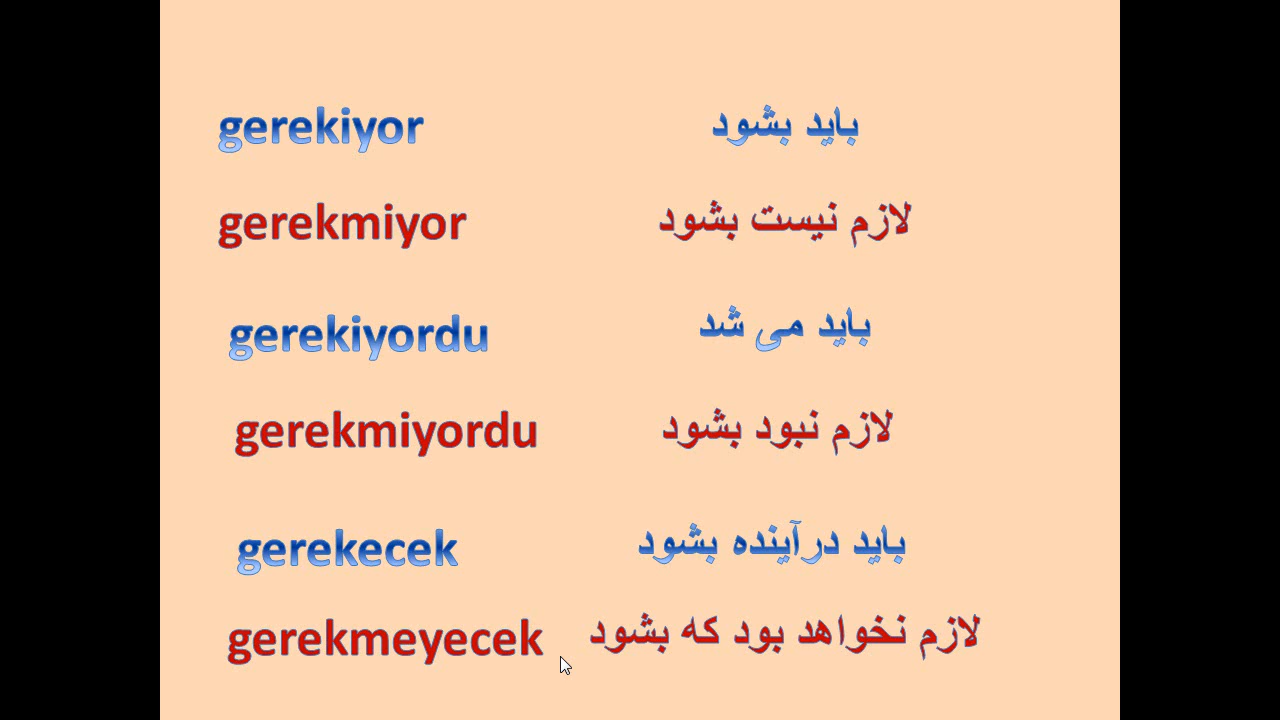 gerekiyor باید بشود
gerekmiyor لازم نیست بشود
gerekiyordu باید می شد
gerekmiyordu لازم نبود بشود
gerekecek باید درآینده بشود
gerekmeyecek لازم نخواهد بود که بشود